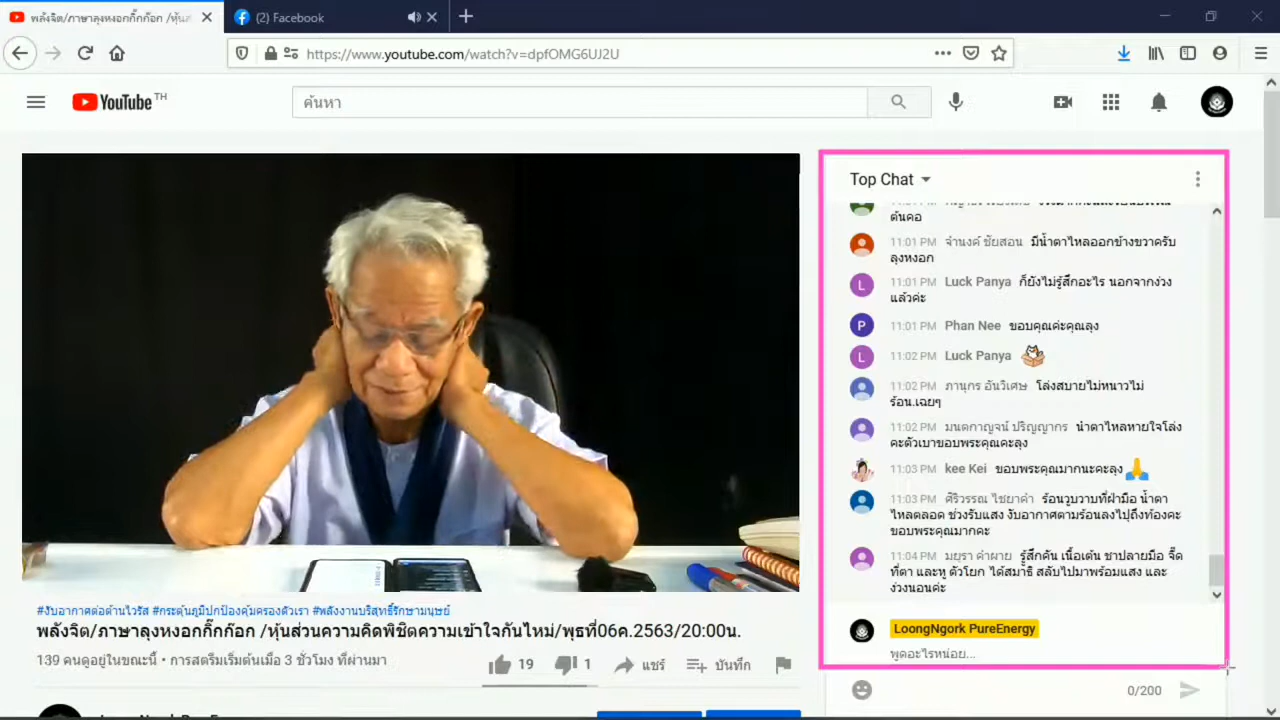 พลังจิต/ภาษาลุงหงอกกิ๊กก๊อก /หุ้นส
(2) Facebook
https://www.youtube.com/watch?v=dpfOMG6UJ2U
YouTube TH
ค้นหา
Top Chat
ต้นคอ
11:01 PM จำนงค์ ชัยสอน มีน้ำตาไหลออกข้างขวาครับ
ลุงหงอก
11:01 PM Luck Panya ก็ยังไม่รู้สึกอะไร นอกจากง่วง
แล้วค่ะ
11:01 PM Phan Nee ขอบคุณค่ะคุณลุง
11:02 PM Luck Panya
11:02 PM ภานุกร อันวิเศษ โล่งสบายไม่หนาวไม่
ร้อน.เฉยๆ
11:02 PM มนตกาญจน์ ปริญญากร น้ำตาไหลหายใจโล่ง
คะตัวเบาขอบพระคุณคะลุง
11:03 PM kee Kei ขอบพระคุณมากนะคะลุง
11:03 PM ศิริวรรณ ไชยาคำ ร้อนวูบวาบที่ฝ่ามือ น้ำตา
ไหลตลอด ช่วงรับแสง งับอากาศตามร้อนลงไปถึงท้องคะ
ขอบพระคุณมากคะ
11:04 PM มยุรา คำผาย รู้สึกคัน เนื้อเต้น ชาปลายมือ จี๊ด
ที่ตา และหู ตัวโยก ได้สมาธิ สลับไปมาพร้อมแสง และ
ง่วงนอนค่ะ
LoongNgork PureEnergy
พูดอะไรหน่อย...
0/200
#งับอากาศต่อต้านไวรัส #กระตุ้นภูมิปกป้องคุ้มครองตัวเรา #พลังงานบริสุทธิ์รักษามนุษย์
พลังจิต/ภาษาลุงหงอกกิ๊กก๊อก /หุ้นส่วนความคิดพิชิตความเข้าใจกันใหม่/พุธที่06ค.2563/20:00น.
139 คนดูอยู่ในขณะนี้ • การสตรีมเริ่มต้นเมื่อ 3 ชั่วโมง ที่ผ่านมา
19
1
แชร์
บันทึก